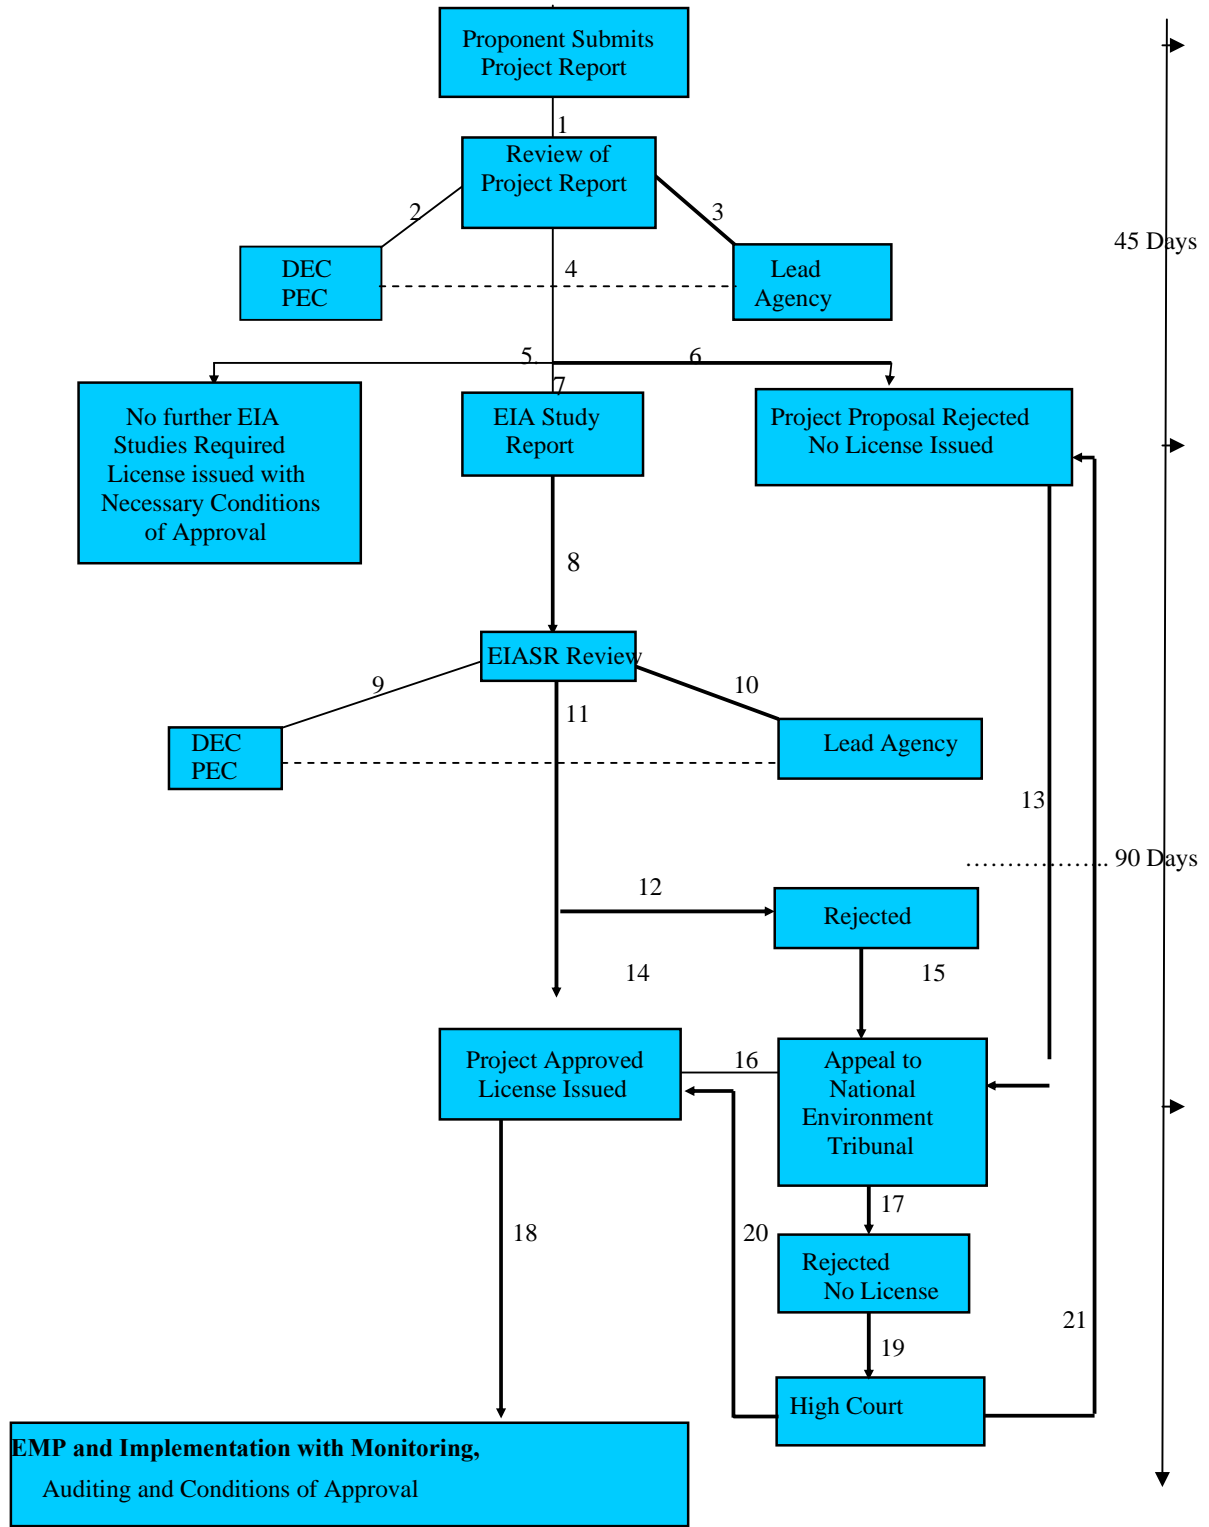 Proponent Submits
Project Report
1
Review of
Project Report
2
3
45 Days
DEC
PEC
4
Lead
Agency
5.
6
7
No further EIA
Studies Required
License issued with
Necessary Conditions
of Approval
EIA Study
Report
Project Proposal Rejected
No License Issued
8
EIASR Review
9
10
11
DEC
PEC
Lead Agency
13
……………….. 90 Days
12
Rejected
14
15
Project Approved
License Issued
16
Appeal to
National
Environment
Tribunal
17
18
20
Rejected
No License
21
19
High Court
EMP and Implementation with Monitoring,
Auditing and Conditions of Approval